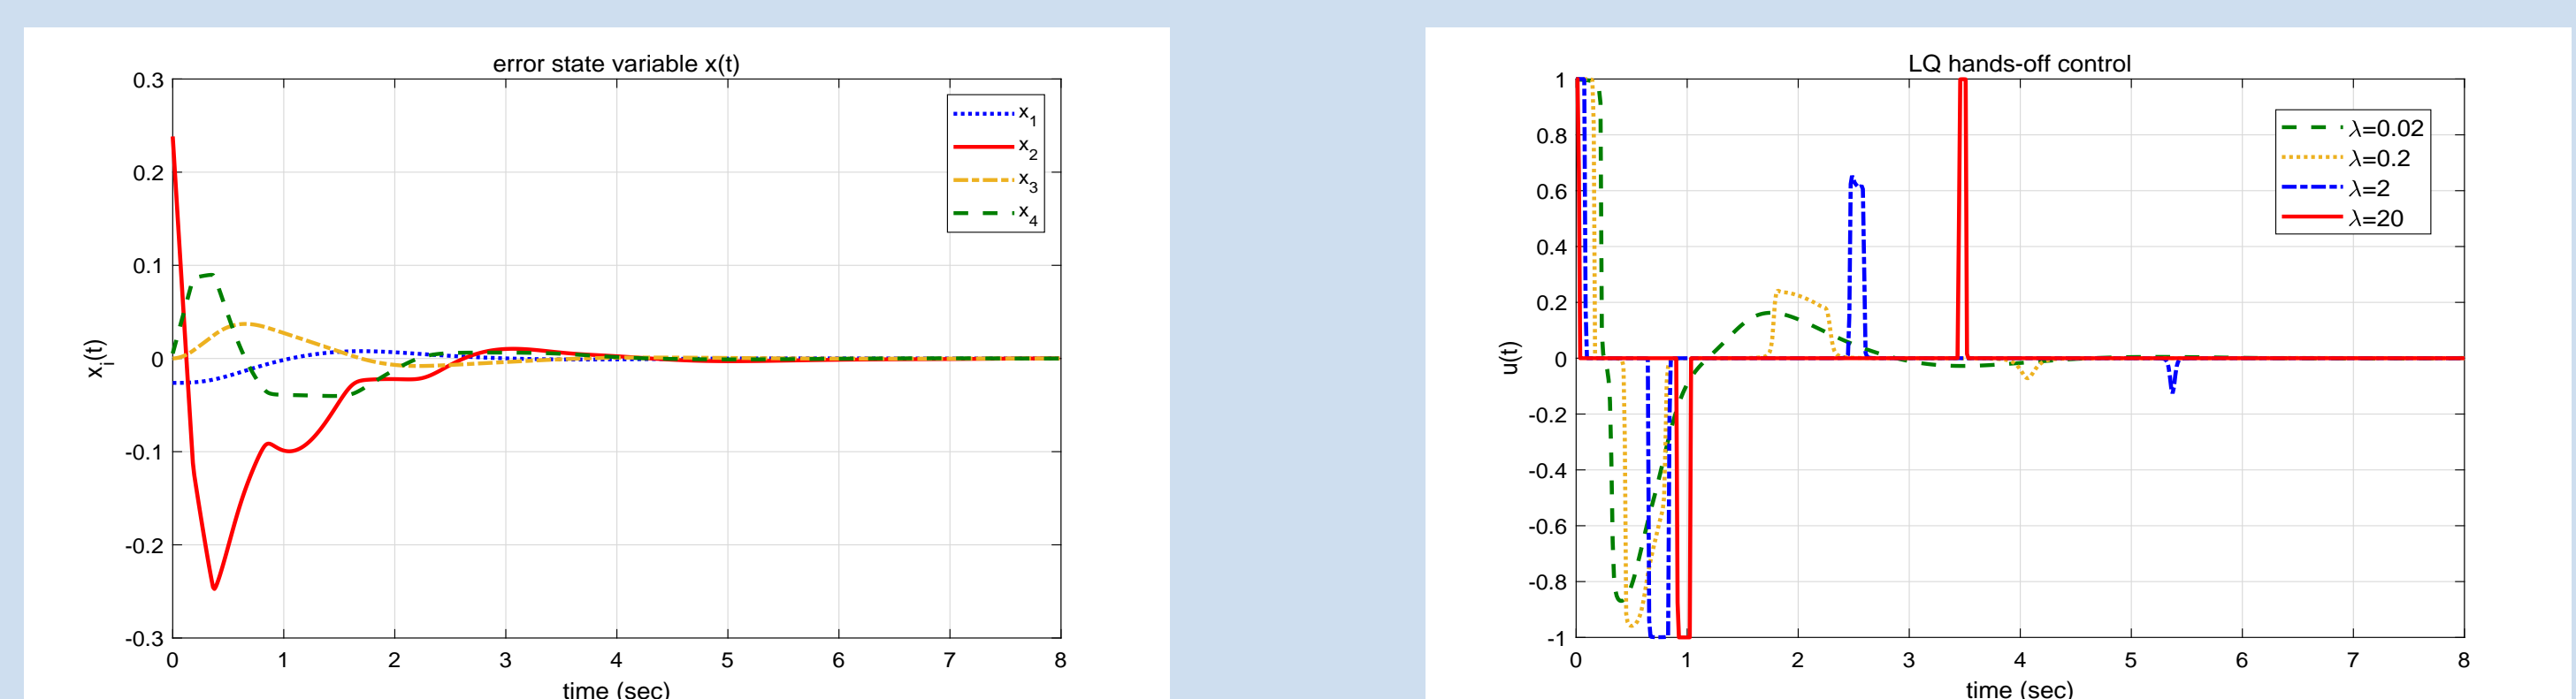 error state variable x(t)
0.3
0.2
0.1
0
-0.1
-0.2
-0.3
x_i(t)
x_1
x_2
x_3
x_4
0 1 2 3 4 5 6 7 8
time (sec)
LQ hands-off control
1
0.8
0.6
0.4
0.2
0
-0.2
-0.4
-0.6
-0.8
-1
u(t)
λ=0.02
λ=0.2
λ=2
λ=20
0 1 2 3 4 5 6 7 8
time (sec)